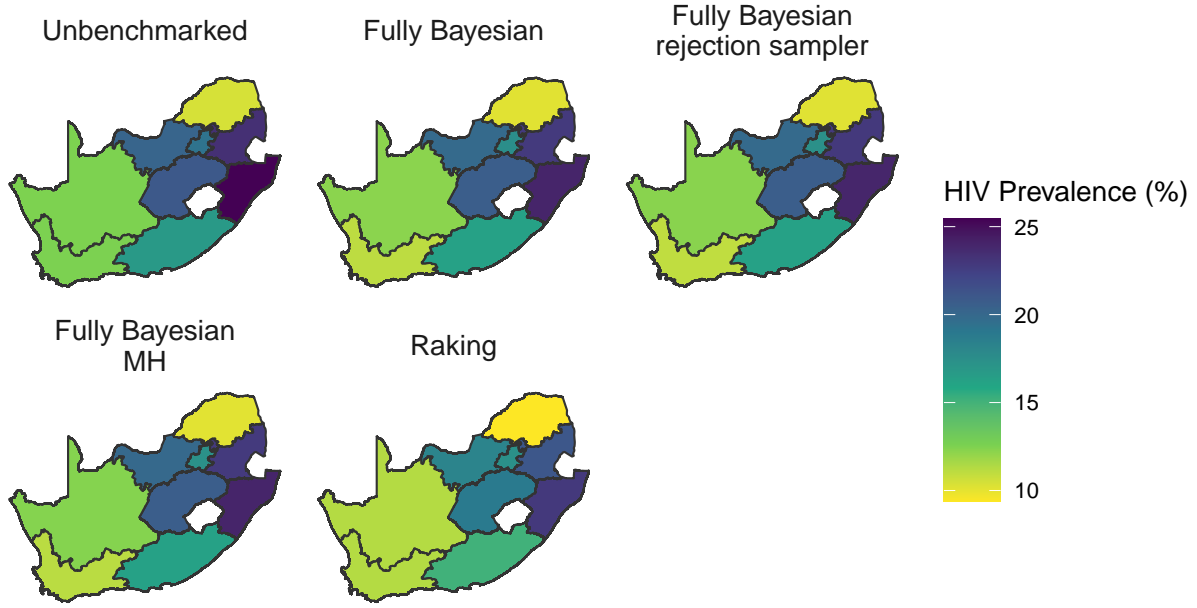 Unbenchmarked
Fully Bayesian
Fully Bayesian
rejection sampler
HIV Prevalence (%)
25
20
15
10
Fully Bayesian
MH
Raking